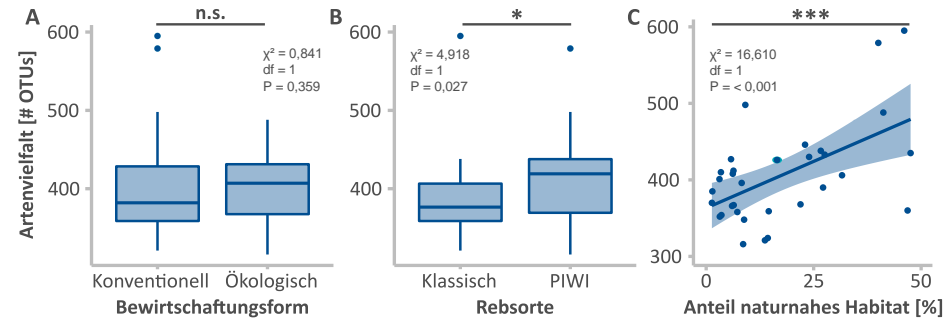 A
n.s.
B
*
C
***
600
500
400
Artenvielfalt [# OTUs]
χ² = 0,841
df = 1
P = 0,359
Konventionell
Ökologisch
Bewirtschaftungsform
600
500
400
χ² = 4,918
df = 1
P = 0,027
Klassisch
PIWI
Rebsorte
600
500
400
300
χ² = 16,610
df = 1
P = < 0,001
0
25
50
Anteil naturnahes Habitat [%]